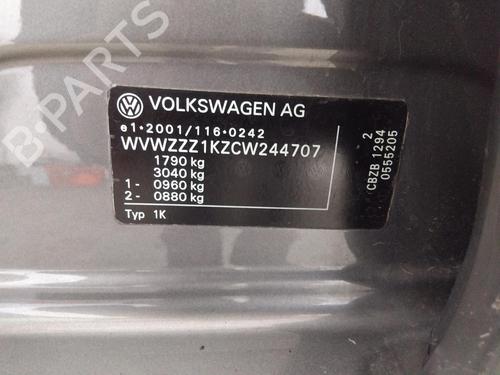 B-PARTS
VOLKSWAGEN AG
e1*2001/116*0242
WVWZZZ1KZCW244707
1790 kg
3040 kg
1 - 0960 kg
2 - 0880 kg
Typ 1K
2
CBZB 1294
0555205